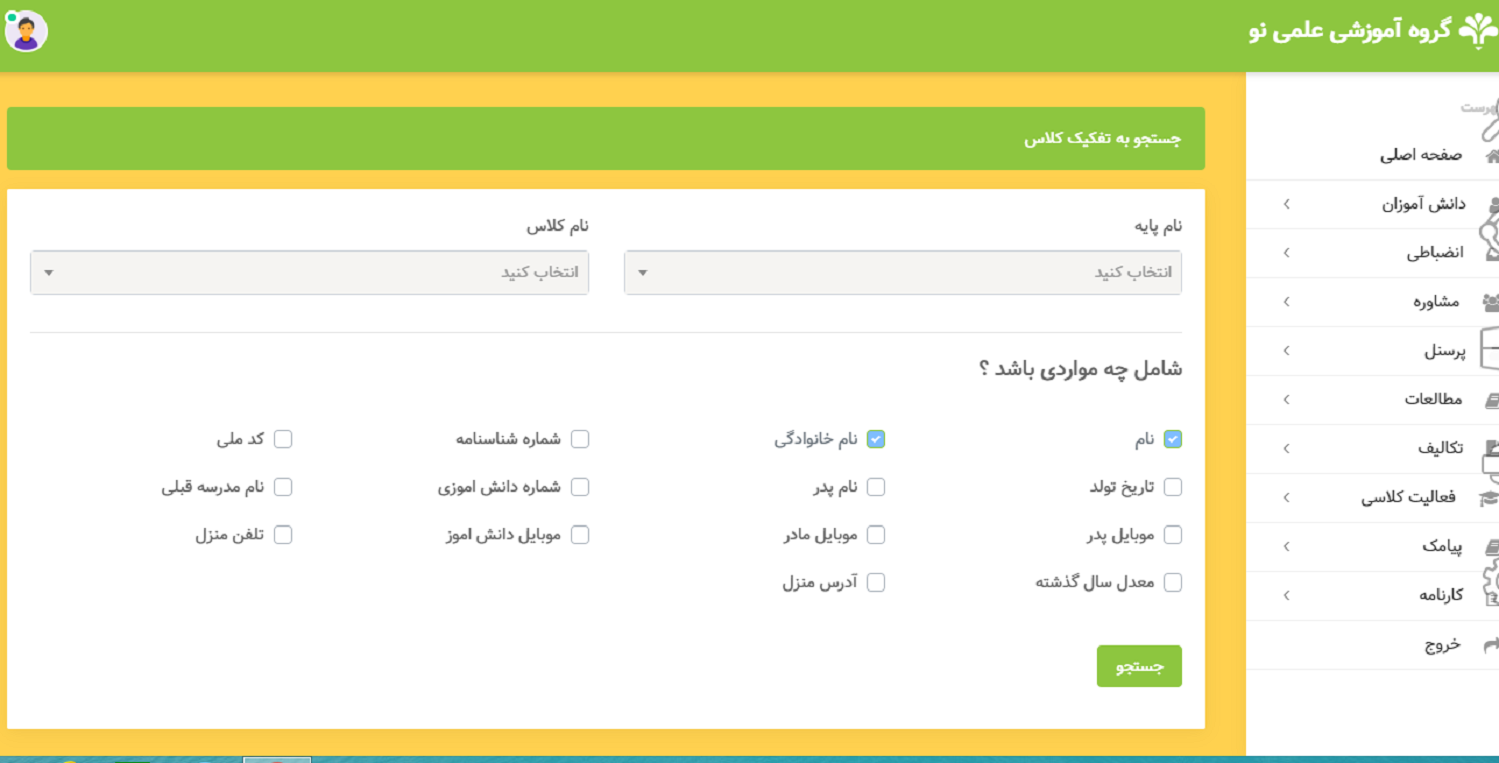 گروه آموزشی علمی نو
صفحه اصلی
دانش آموزان
انضباطی
مشاوره
پرسنل
مطالعات
تکالیف
فعالیت کلاسی
پیامک
کارنامه
خروج
جستجو به تفکیک کلاس
نام پایه
نام کلاس
انتخاب کنید
انتخاب کنید
شامل چه مواردی باشد ؟
نام
نام خانوادگی
شماره شناسنامه
کد ملی
تاریخ تولد
نام پدر
شماره دانش اموزی
نام مدرسه قبلی
موبایل پدر
موبایل مادر
موبایل دانش اموز
تلفن منزل
معدل سال گذشته
آدرس منزل
جستجو